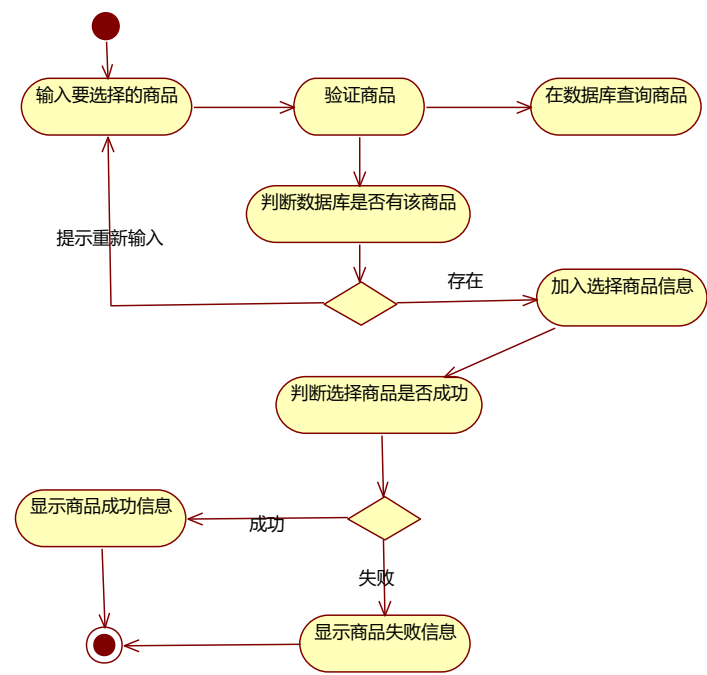 输入要选择的商品
验证商品
在数据库查询商品
判断数据库是否有该商品
提示重新输入
存在
加入选择商品信息
判断选择商品是否成功
显示商品成功信息
成功
失败
显示商品失败信息